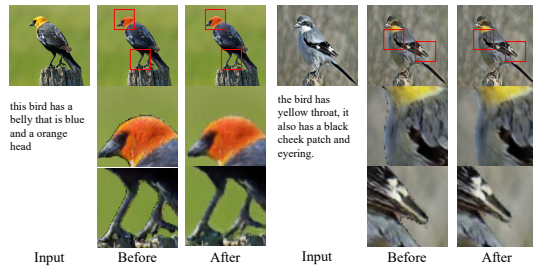 this bird has a
belly that is blue
and a orange
head
the bird has
yellow throat, it
also has a black
cheek patch and
eyering.
Input
Before
After
Input
Before
After